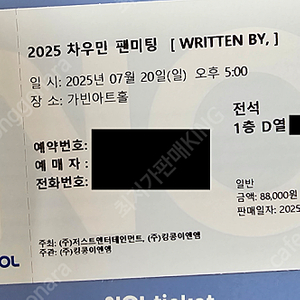 2025 차우민 팬미팅 [ WRITTEN BY, ]
일 시: 2025년 07월 20일(일) 오후 5:00
장 소: 가빈아트홀
전석
1층 D열
예약번호:
예 매 자 :
전화번호:
일반
금액: 88,000원
판매일자: 2025
주최: (주)저스트엔터테인먼트, (주)킹콩이앤엠
주관: (주)킹콩이앤엠
OL
ticket